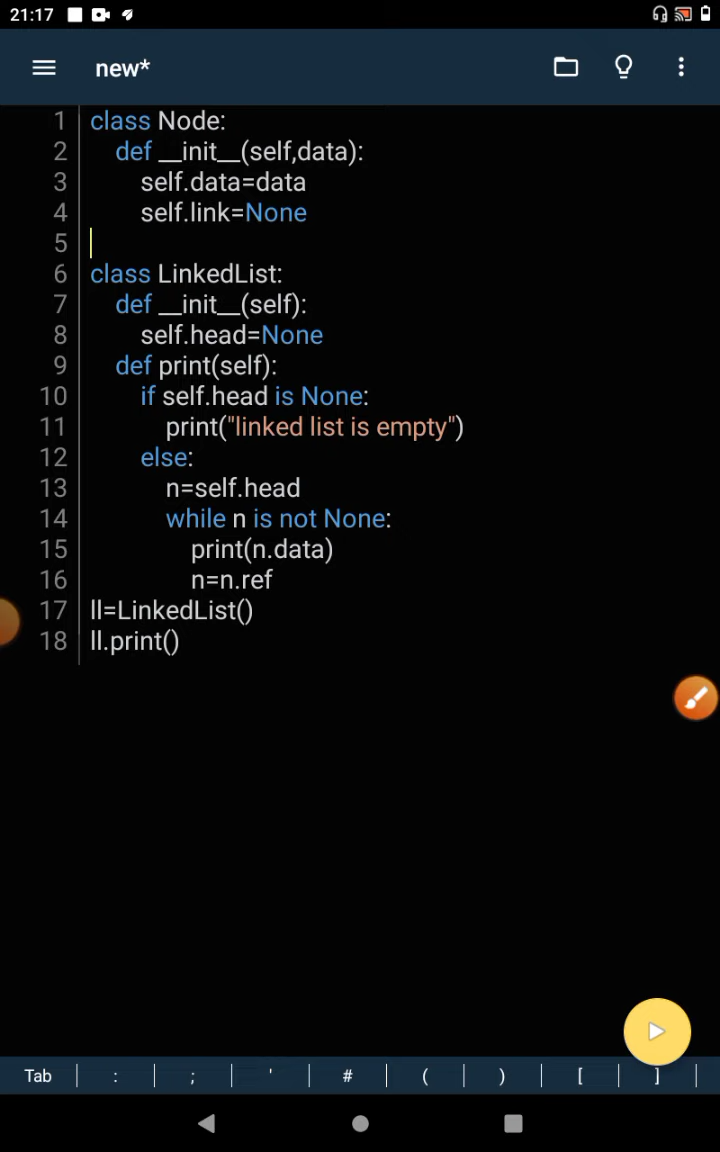 21:17
new*
1 class Node:
2 def __init__(self,data):
3 self.data=data
4 self.link=None
5
6 class LinkedList:
7 def __init__(self):
8 self.head=None
9 def print(self):
10 if self.head is None:
11 print("linked list is empty")
12 else:
13 n=self.head
14 while n is not None:
15 print(n.data)
16 n=n.ref
17 ll=LinkedList()
18 ll.print()
Tab : ; ' # ( ) [ ]